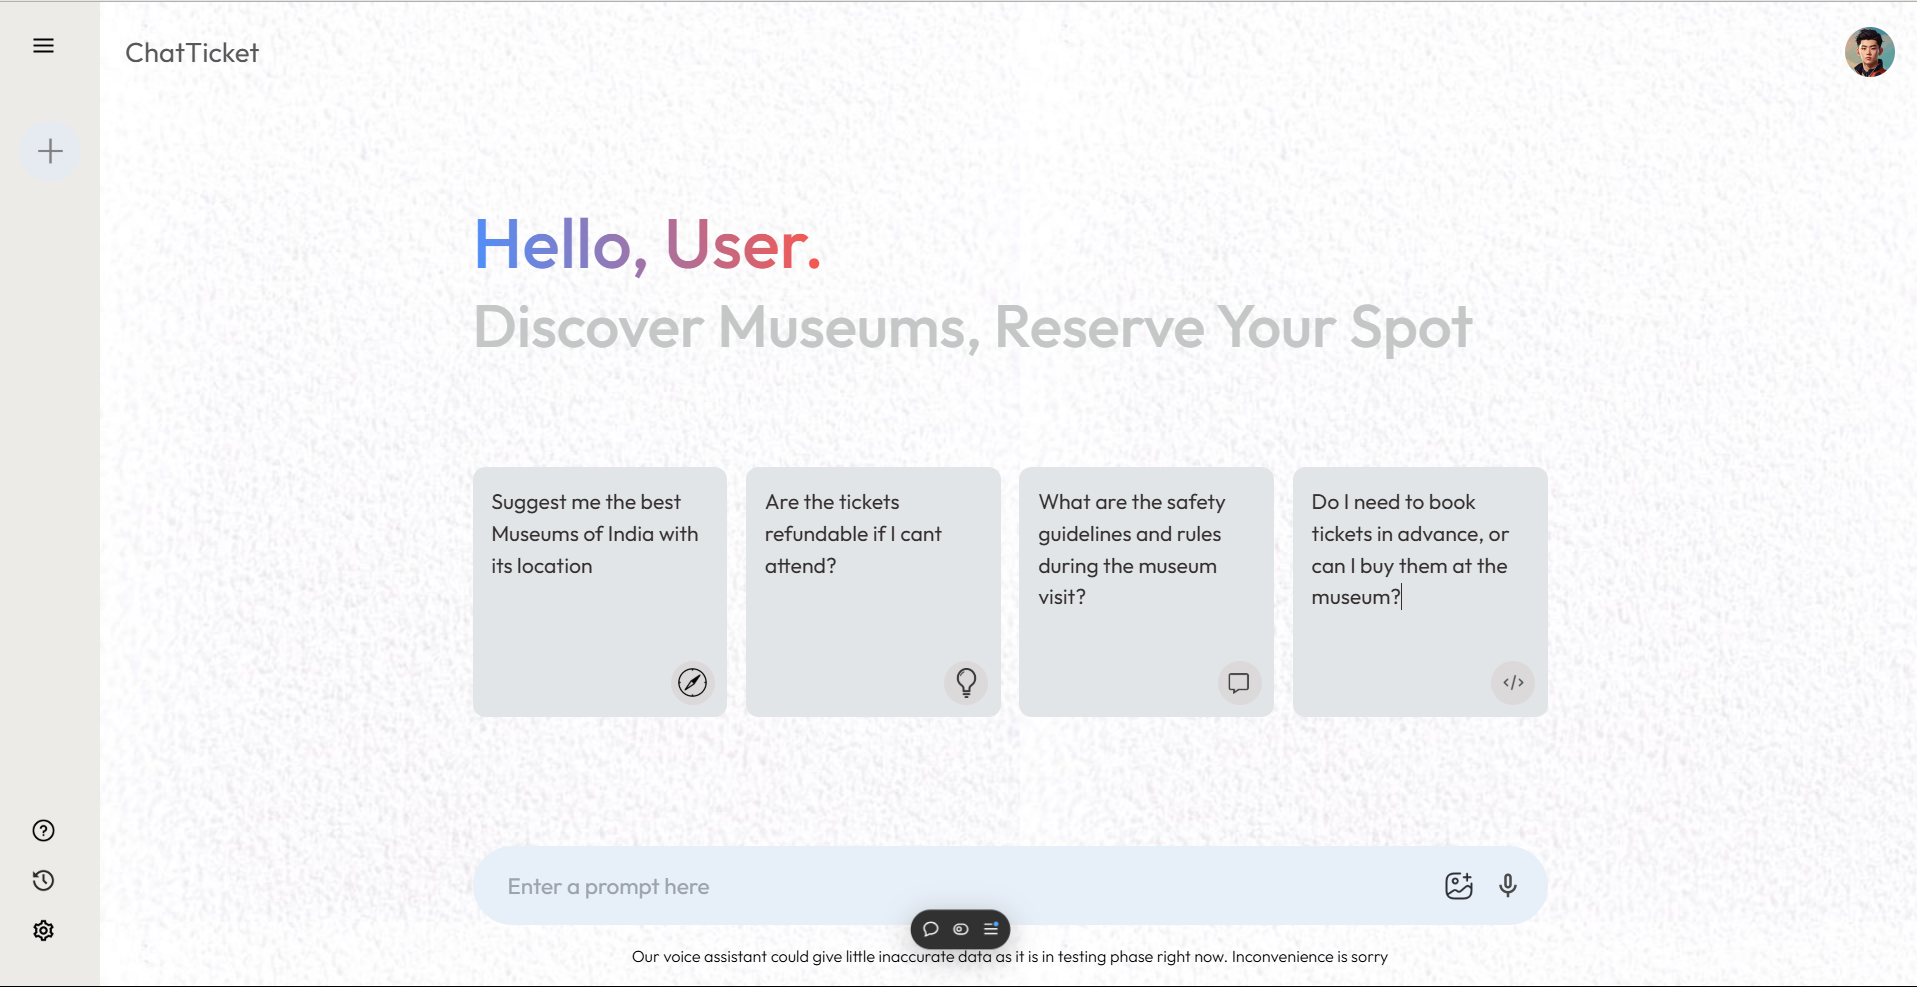 ChatTicket
Hello, User.
Discover Museums, Reserve Your Spot
Suggest me the best
Museums of India with
its location
Are the tickets
refundable if I cant
attend?
What are the safety
guidelines and rules
during the museum
visit?
Do I need to book
tickets in advance, or
can I buy them at the
museum?
Enter a prompt here
Our voice assistant could give little inaccurate data as it is in testing phase right now. Inconvenience is sorry